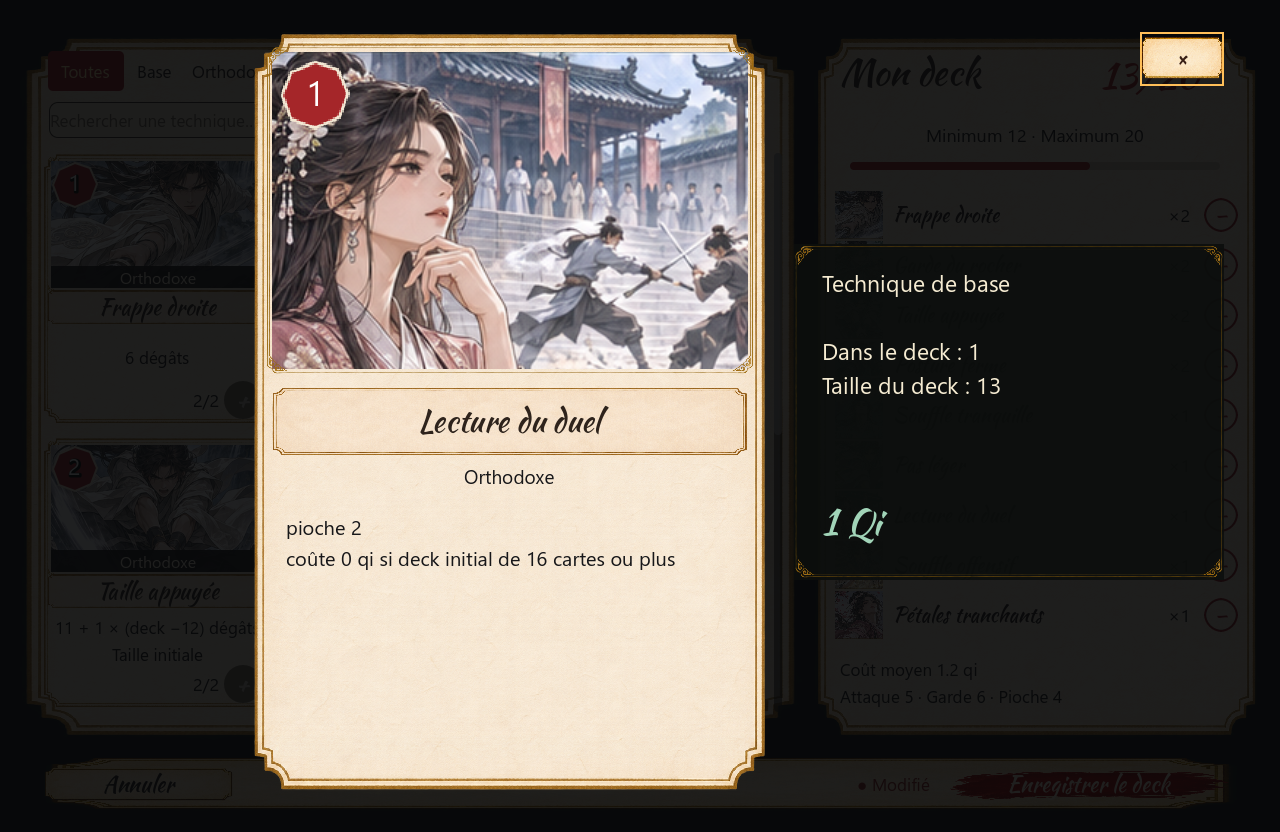 Toutes
Base
Orthodo
Rechercher une technique...
1
Orthodoxe
Frappe droite
6 dégâts
2/2
+
2
Orthodoxe
Taille appuyée
11 + 1 × (deck −12) dégât
Taille initiale
2/2
+
1
Lecture du duel
Orthodoxe
pioche 2
coûte 0 qi si deck initial de 16 cartes ou plus
×
Mon deck
Minimum 12 · Maximum 20
Frappe droite
×2
−
Technique de base
Dans le deck : 1
Taille du deck : 13
1 Qi
Pétales tranchants
×1
−
Coût moyen 1.2 qi
Attaque 5 · Garde 6 · Pioche 4
Annuler
● Modifié
Enregistrer le deck